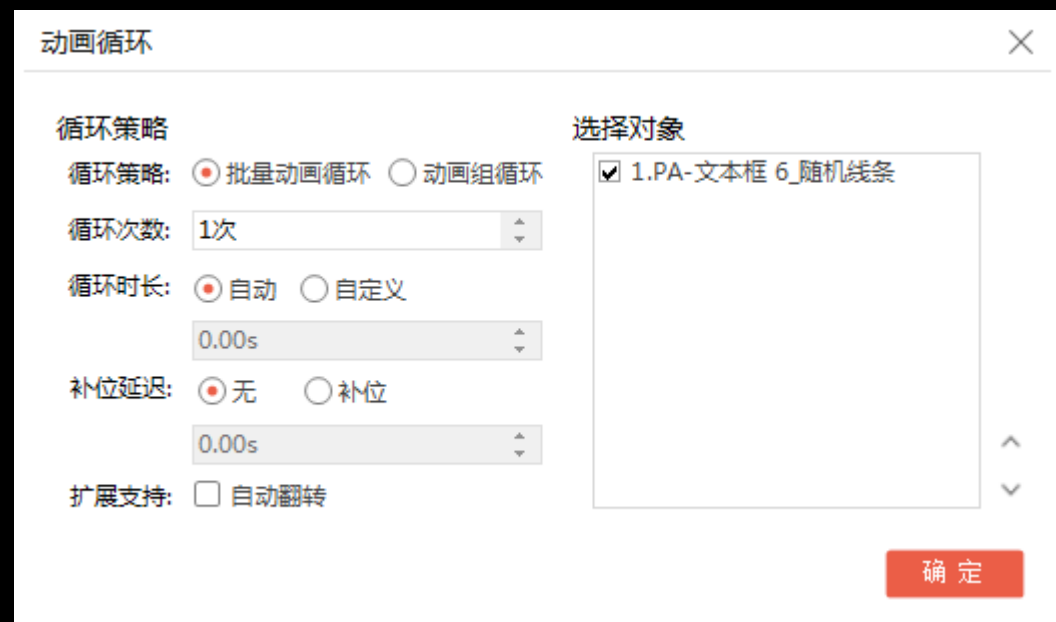 动画循环
循环策略
循环策略: 批量动画循环 动画组循环
循环次数: 1次
循环时长: 自动 自定义
0.00s
补位延迟: 无 补位
0.00s
扩展支持: 自动翻转
选择对象
1.PA-文本框 6_随机线条
确定